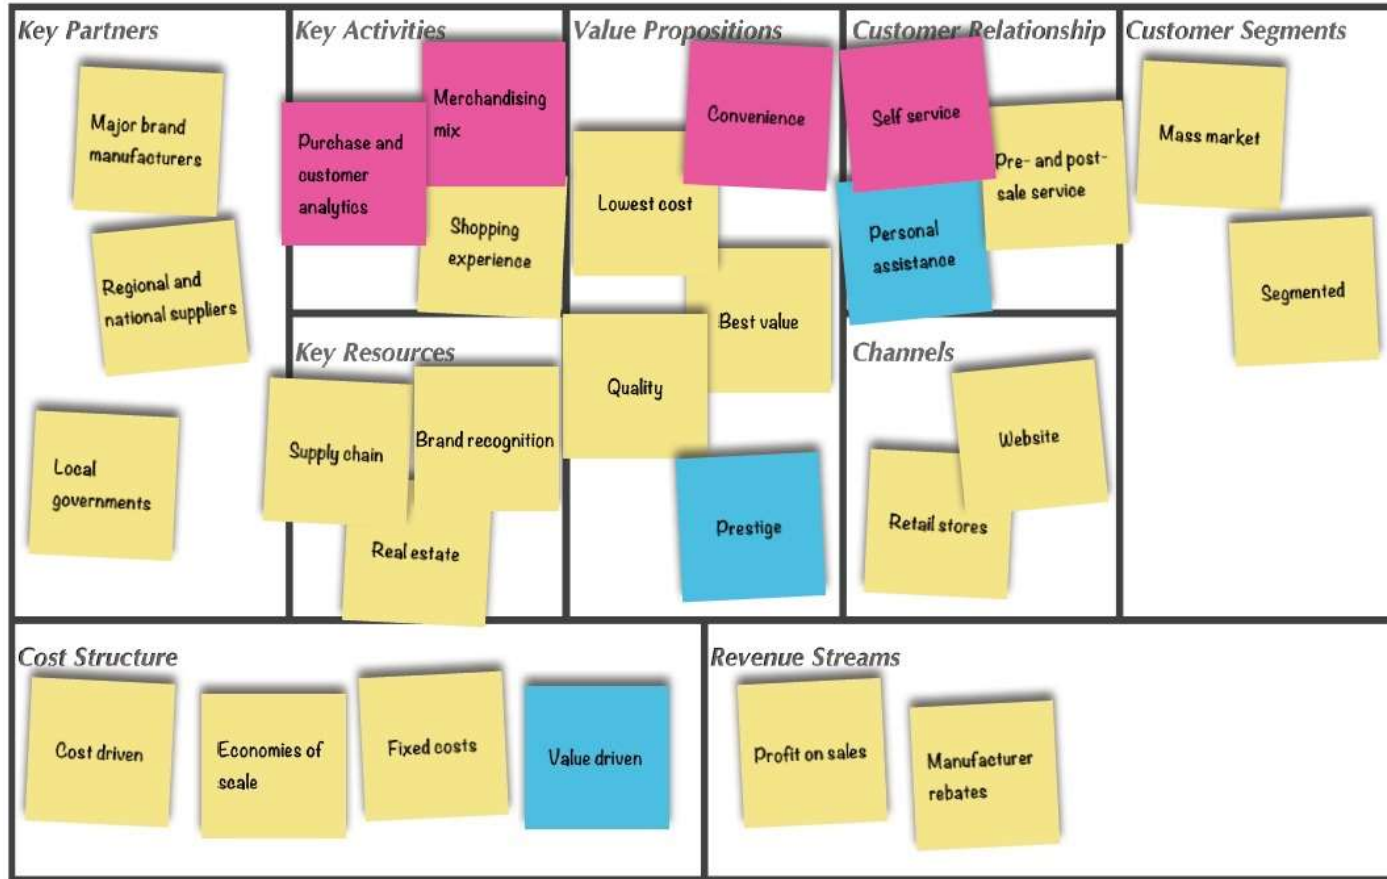 Key Partners
Major brand
manufacturers
Regional and
national suppliers
Local
governments
Key Activities
Merchandising
mix
Purchase and
customer
analytics
Shopping
experience
Key Resources
Supply chain
Brand recognition
Real estate
Value Propositions
Convenience
Lowest cost
Best value
Quality
Prestige
Customer Relationship
Self service
Pre- and post-
sale service
Personal
assistance
Channels
Website
Retail stores
Customer Segments
Mass market
Segmented
Cost Structure
Cost driven
Economies of
scale
Fixed costs
Value driven
Revenue Streams
Profit on sales
Manufacturer
rebates